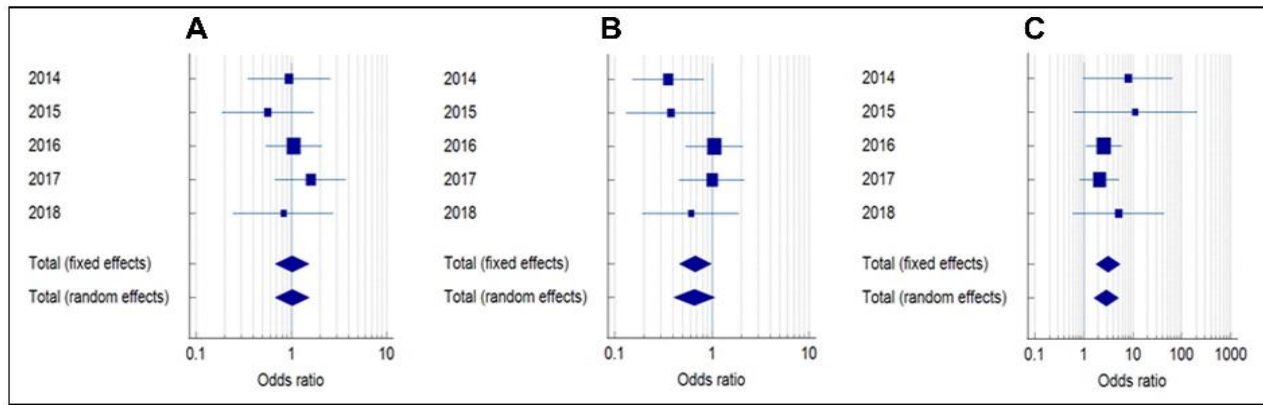 A
2014
2015
2016
2017
2018
Total (fixed effects)
Total (random effects)
0.1 1 10
Odds ratio
B
2014
2015
2016
2017
2018
Total (fixed effects)
Total (random effects)
0.1 1 10
Odds ratio
C
2014
2015
2016
2017
2018
Total (fixed effects)
Total (random effects)
0.1 1 10 100 1000
Odds ratio